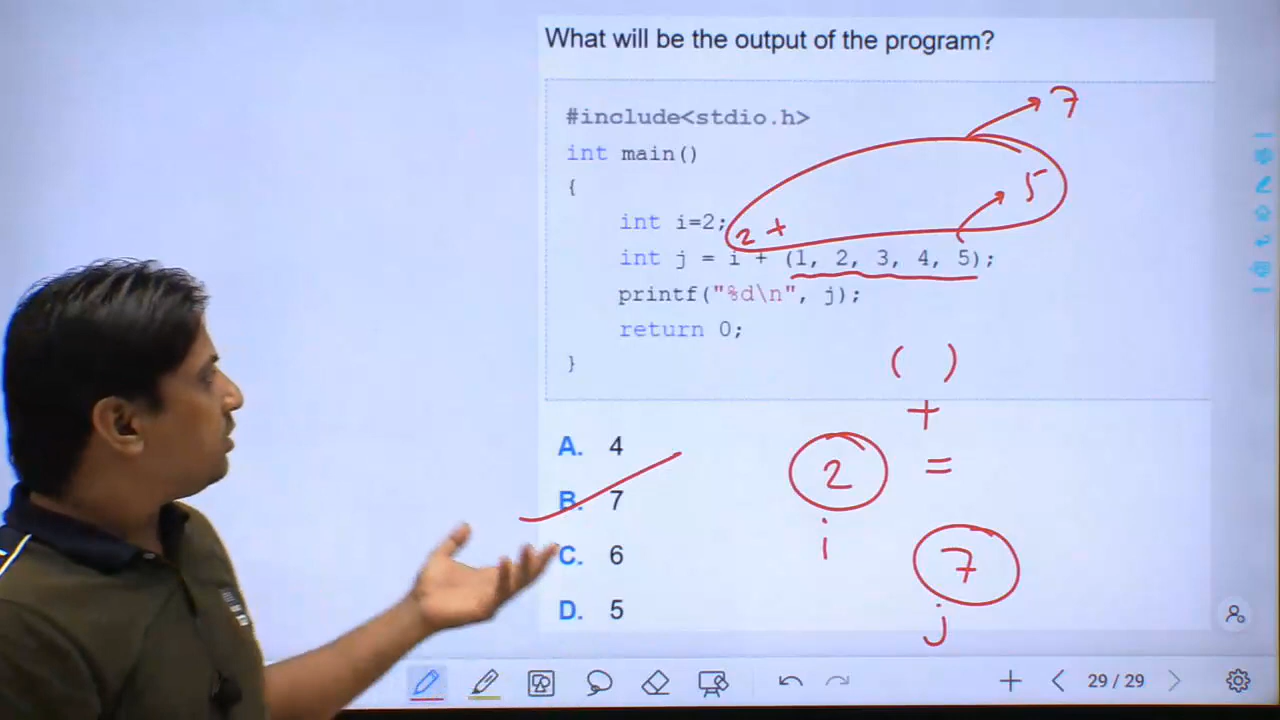 What will be the output of the program?
7
#include<stdio.h>
int main()
{
5
int i=2;
2 +
int j = i + (1, 2, 3, 4, 5);
printf("%d\n", j);
return 0;
}
( )
+
=
A. 4
2
B. 7
i
C. 6
7
D. 5
j
29 / 29